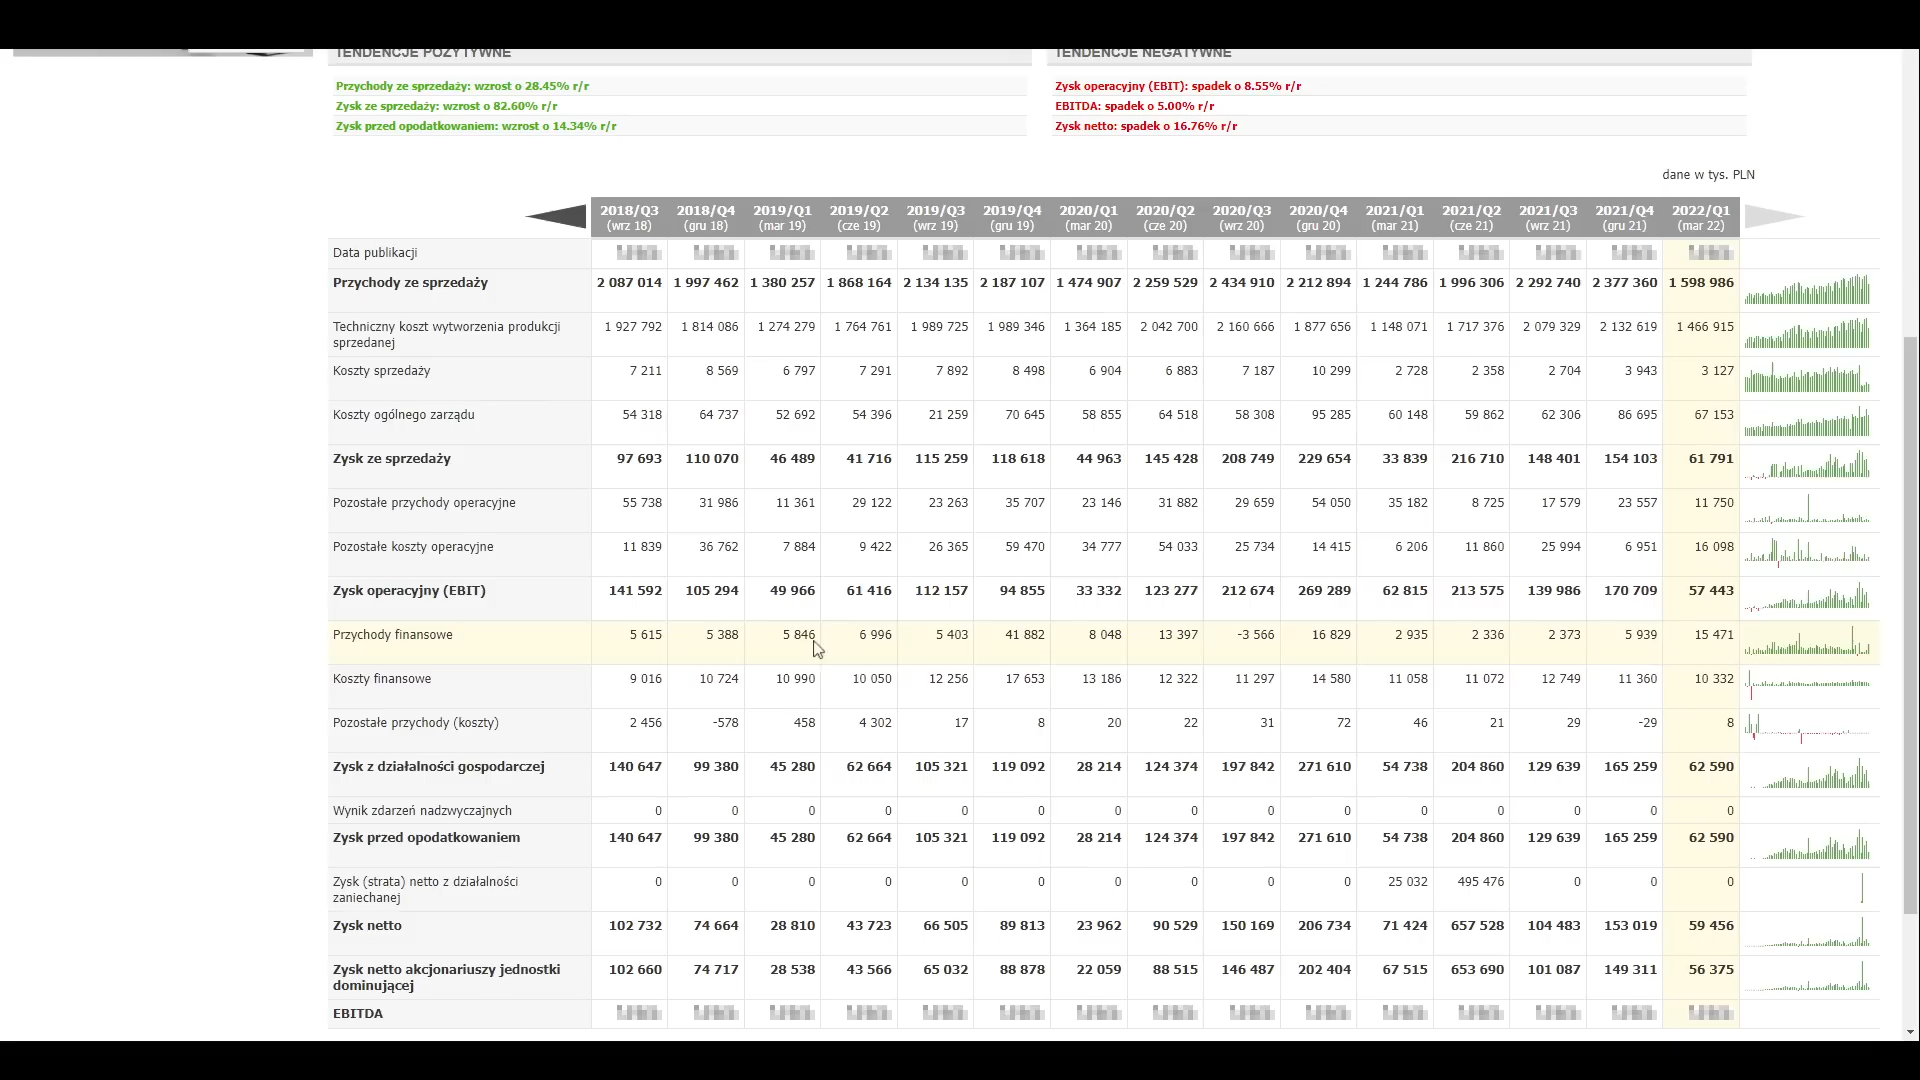 TENDENCJE POZYTYWNE TENDENCJE NEGATYWNE
Przychody ze sprzedaży: wzrost o 28.45% r/r Zysk operacyjny (EBIT): spadek o 8.55% r/r
Zysk ze sprzedaży: wzrost o 82.60% r/r EBITDA: spadek o 5.00% r/r
Zysk przed opodatkowaniem: wzrost o 14.34% r/r Zysk netto: spadek o 16.76% r/r
dane w tys. PLN
2018/Q3 2018/Q4 2019/Q1 2019/Q2 2019/Q3 2019/Q4 2020/Q1 2020/Q2 2020/Q3 2020/Q4 2021/Q1 2021/Q2 2021/Q3 2021/Q4 2022/Q1
(wrz 18) (gru 18) (mar 19) (cze 19) (wrz 19) (gru 19) (mar 20) (cze 20) (wrz 20) (gru 20) (mar 21) (cze 21) (wrz 21) (gru 21) (mar 22)
Data publikacji
Przychody ze sprzedaży 2 087 014 1 997 462 1 380 257 1 868 164 2 134 135 2 187 107 1 474 907 2 259 529 2 434 910 2 212 894 1 244 786 1 996 306 2 292 740 2 377 360 1 598 986
Techniczny koszt wytworzenia produkcji 1 927 792 1 814 086 1 274 279 1 764 761 1 989 725 1 989 346 1 364 185 2 042 700 2 160 666 1 877 656 1 148 071 1 717 376 2 079 329 2 132 619 1 466 915
sprzedanej
Koszty sprzedaży 7 211 8 569 6 797 7 291 7 892 8 498 6 904 6 883 7 187 10 299 2 728 2 358 2 704 3 943 3 127
Koszty ogólnego zarządu 54 318 64 737 52 692 54 396 21 259 70 645 58 855 64 518 58 308 95 285 60 148 59 862 62 306 86 695 67 153
Zysk ze sprzedaży 97 693 110 070 46 489 41 716 115 259 118 618 44 963 145 428 208 749 229 654 33 839 216 710 148 401 154 103 61 791
Pozostałe przychody operacyjne 55 738 31 986 11 361 29 122 23 263 35 707 23 146 31 882 29 659 54 050 35 182 8 725 17 579 23 557 11 750
Pozostałe koszty operacyjne 11 839 36 762 7 884 9 422 26 365 59 470 34 777 54 033 25 734 14 415 6 206 11 860 25 994 6 951 16 098
Zysk operacyjny (EBIT) 141 592 105 294 49 966 61 416 112 157 94 855 33 332 123 277 212 674 269 289 62 815 213 575 139 986 170 709 57 443
Przychody finansowe 5 615 5 388 5 846 6 996 5 403 41 882 8 048 13 397 -3 566 16 829 2 935 2 336 2 373 5 939 15 471
Koszty finansowe 9 016 10 724 10 990 10 050 12 256 17 653 13 186 12 322 11 297 14 580 11 058 11 072 12 749 11 360 10 332
Pozostałe przychody (koszty) 2 456 -578 458 4 302 17 8 20 22 31 72 46 21 29 -29 8
Zysk z działalności gospodarczej 140 647 99 380 45 280 62 664 105 321 119 092 28 214 124 374 197 842 271 610 54 738 204 860 129 639 165 259 62 590
Wynik zdarzeń nadzwyczajnych 0 0 0 0 0 0 0 0 0 0 0 0 0 0 0
Zysk przed opodatkowaniem 140 647 99 380 45 280 62 664 105 321 119 092 28 214 124 374 197 842 271 610 54 738 204 860 129 639 165 259 62 590
Zysk (strata) netto z działalności 0 0 0 0 0 0 0 0 0 0 25 032 495 476 0 0 0
zaniechanej
Zysk netto 102 732 74 664 28 810 43 723 66 505 89 813 23 962 90 529 150 169 206 734 71 424 657 528 104 483 153 019 59 456
Zysk netto akcjonariuszy jednostki 102 660 74 717 28 538 43 566 65 032 88 878 22 059 88 515 146 487 202 404 67 515 653 690 101 087 149 311 56 375
dominującej
EBITDA